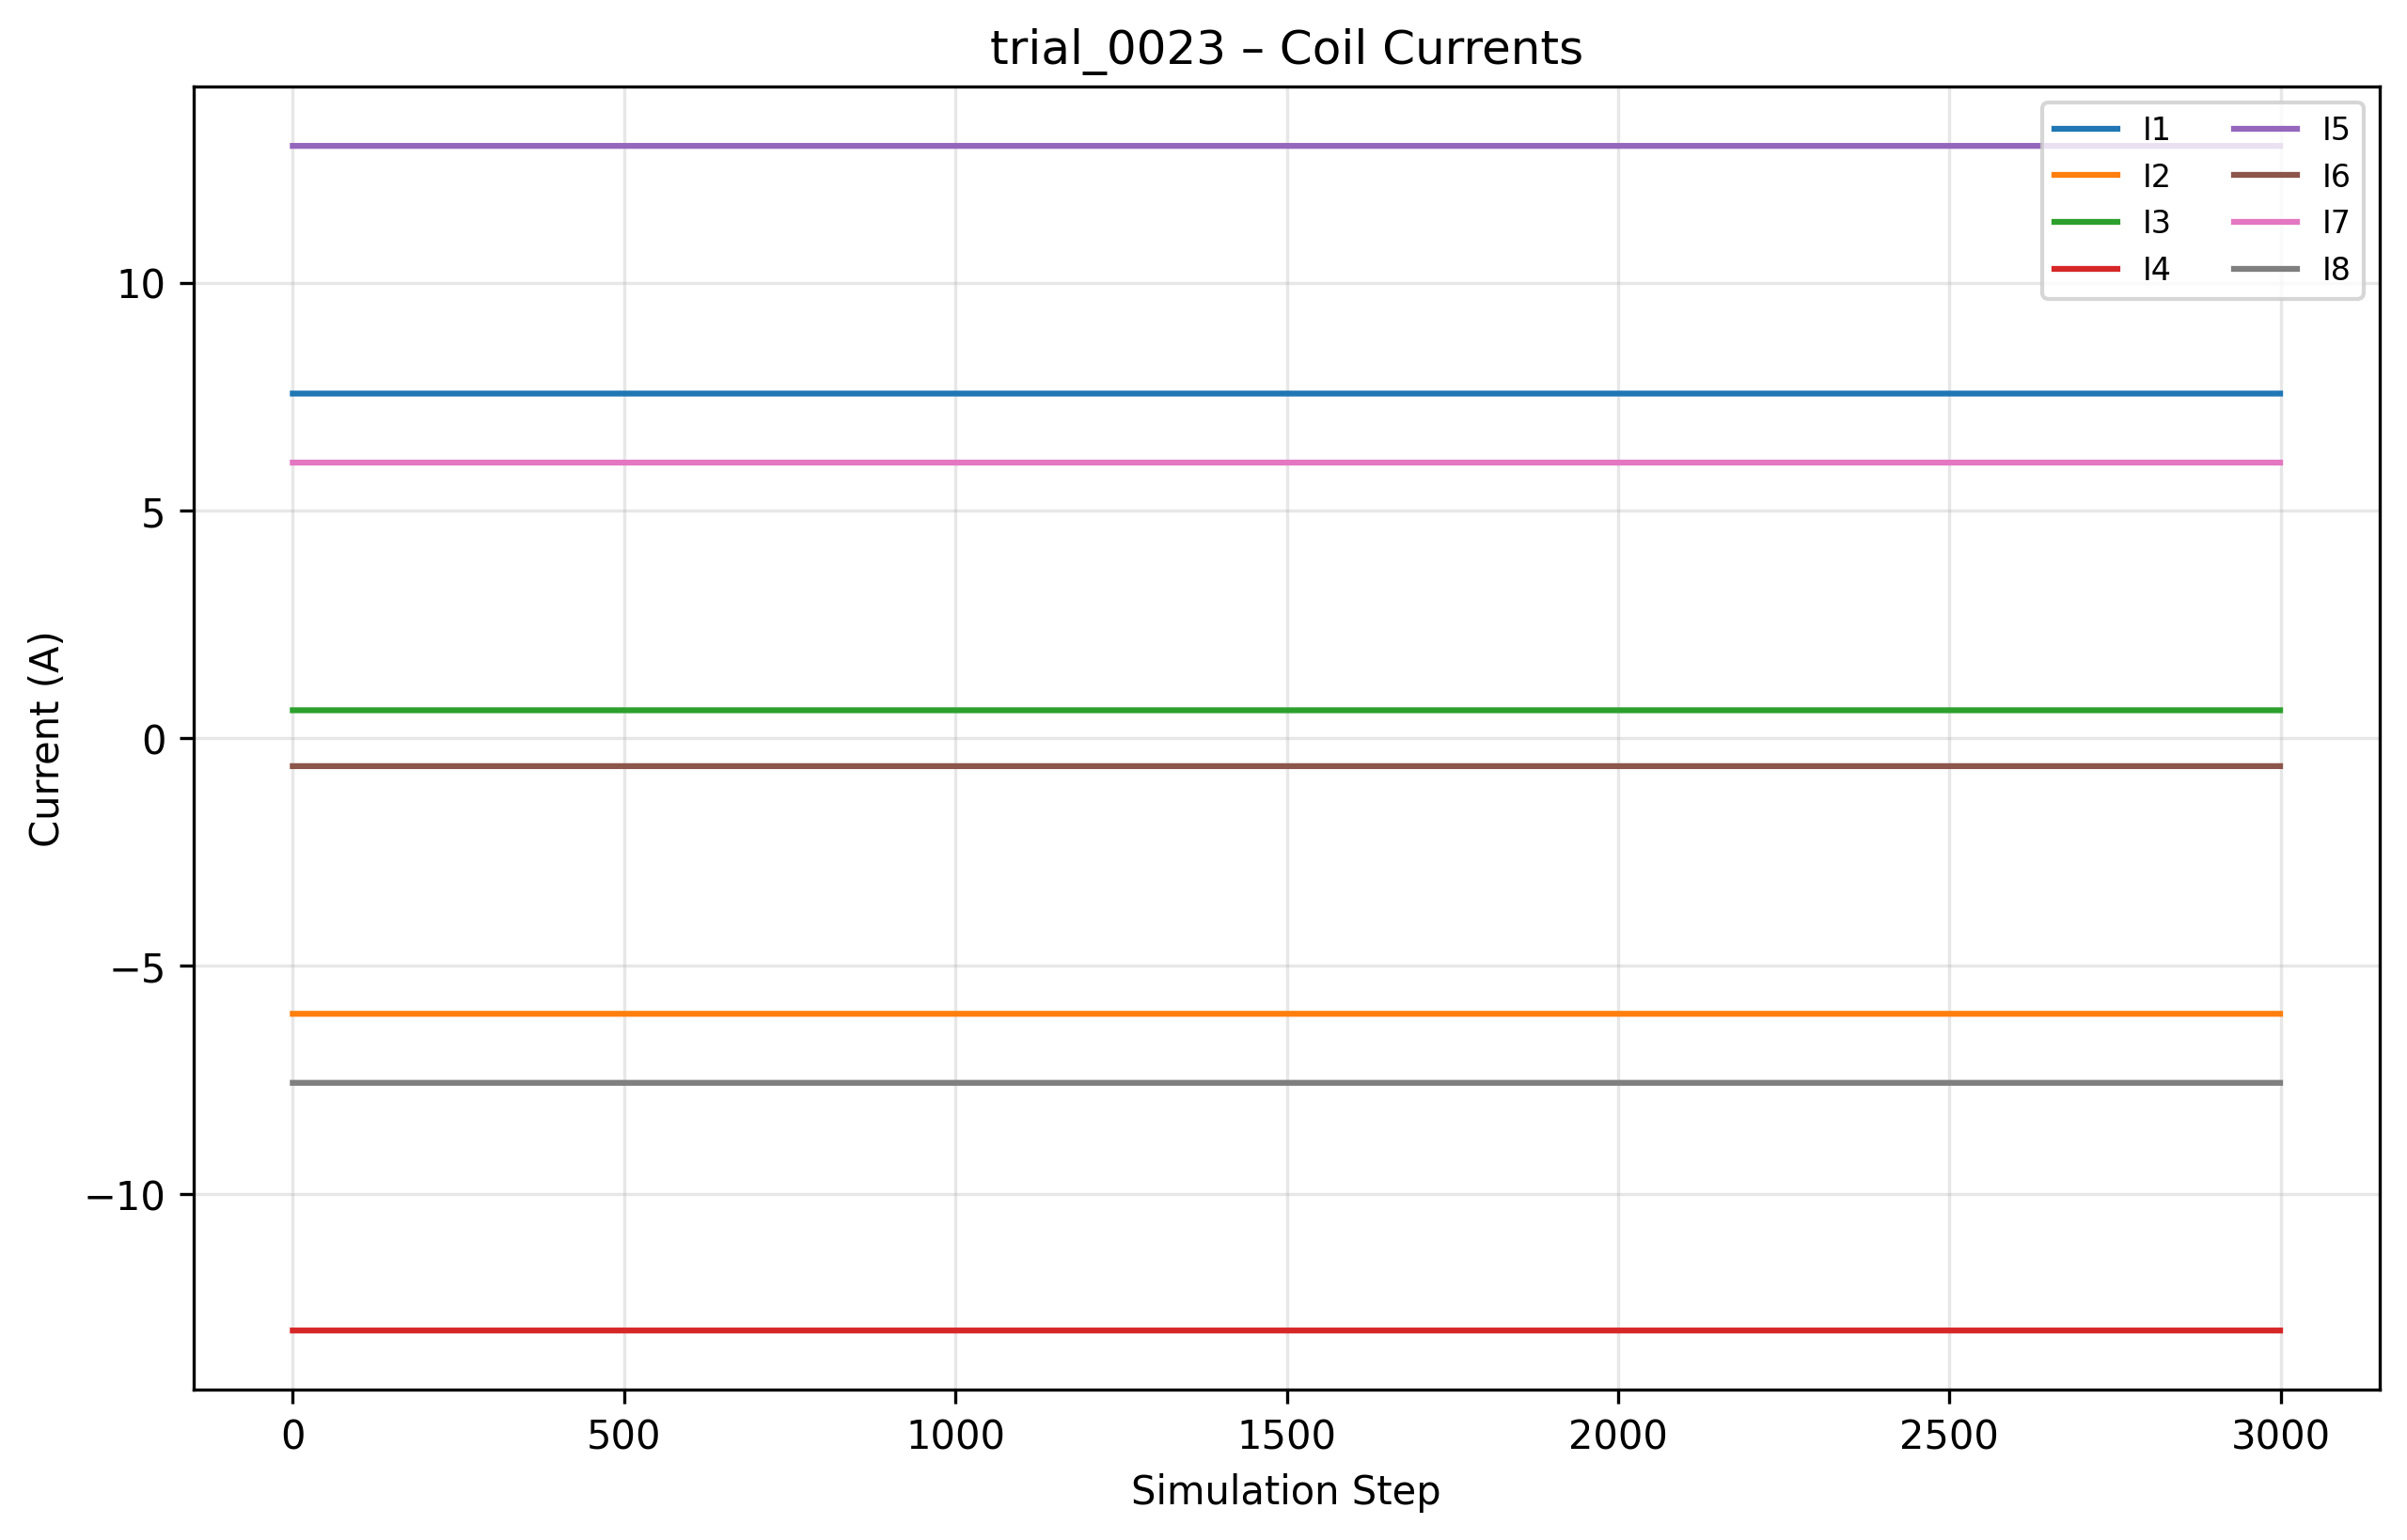 trial_0023 – Coil Currents
I1 I5
I2 I6
I3 I7
I4 I8
10
5
0
−5
−10
Current (A)
0 500 1000 1500 2000 2500 3000
Simulation Step